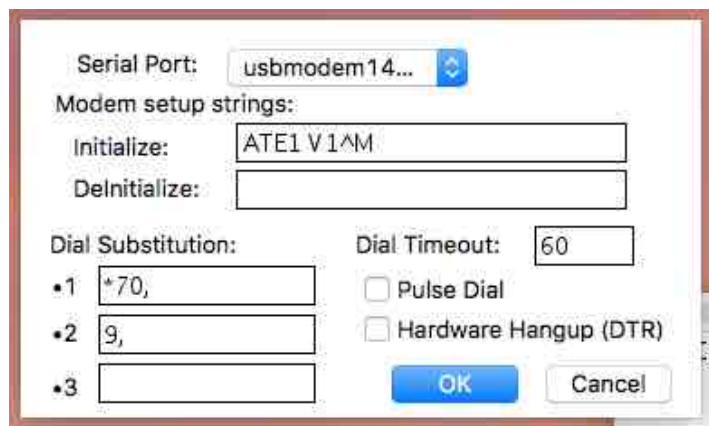 Serial Port: usbmodem14...
Modem setup strings:
Initialize: ATE1 V1^M
DeInitialize:
Dial Substitution: Dial Timeout: 60
•1 *70, Pulse Dial
•2 9, Hardware Hangup (DTR)
•3 OK Cancel